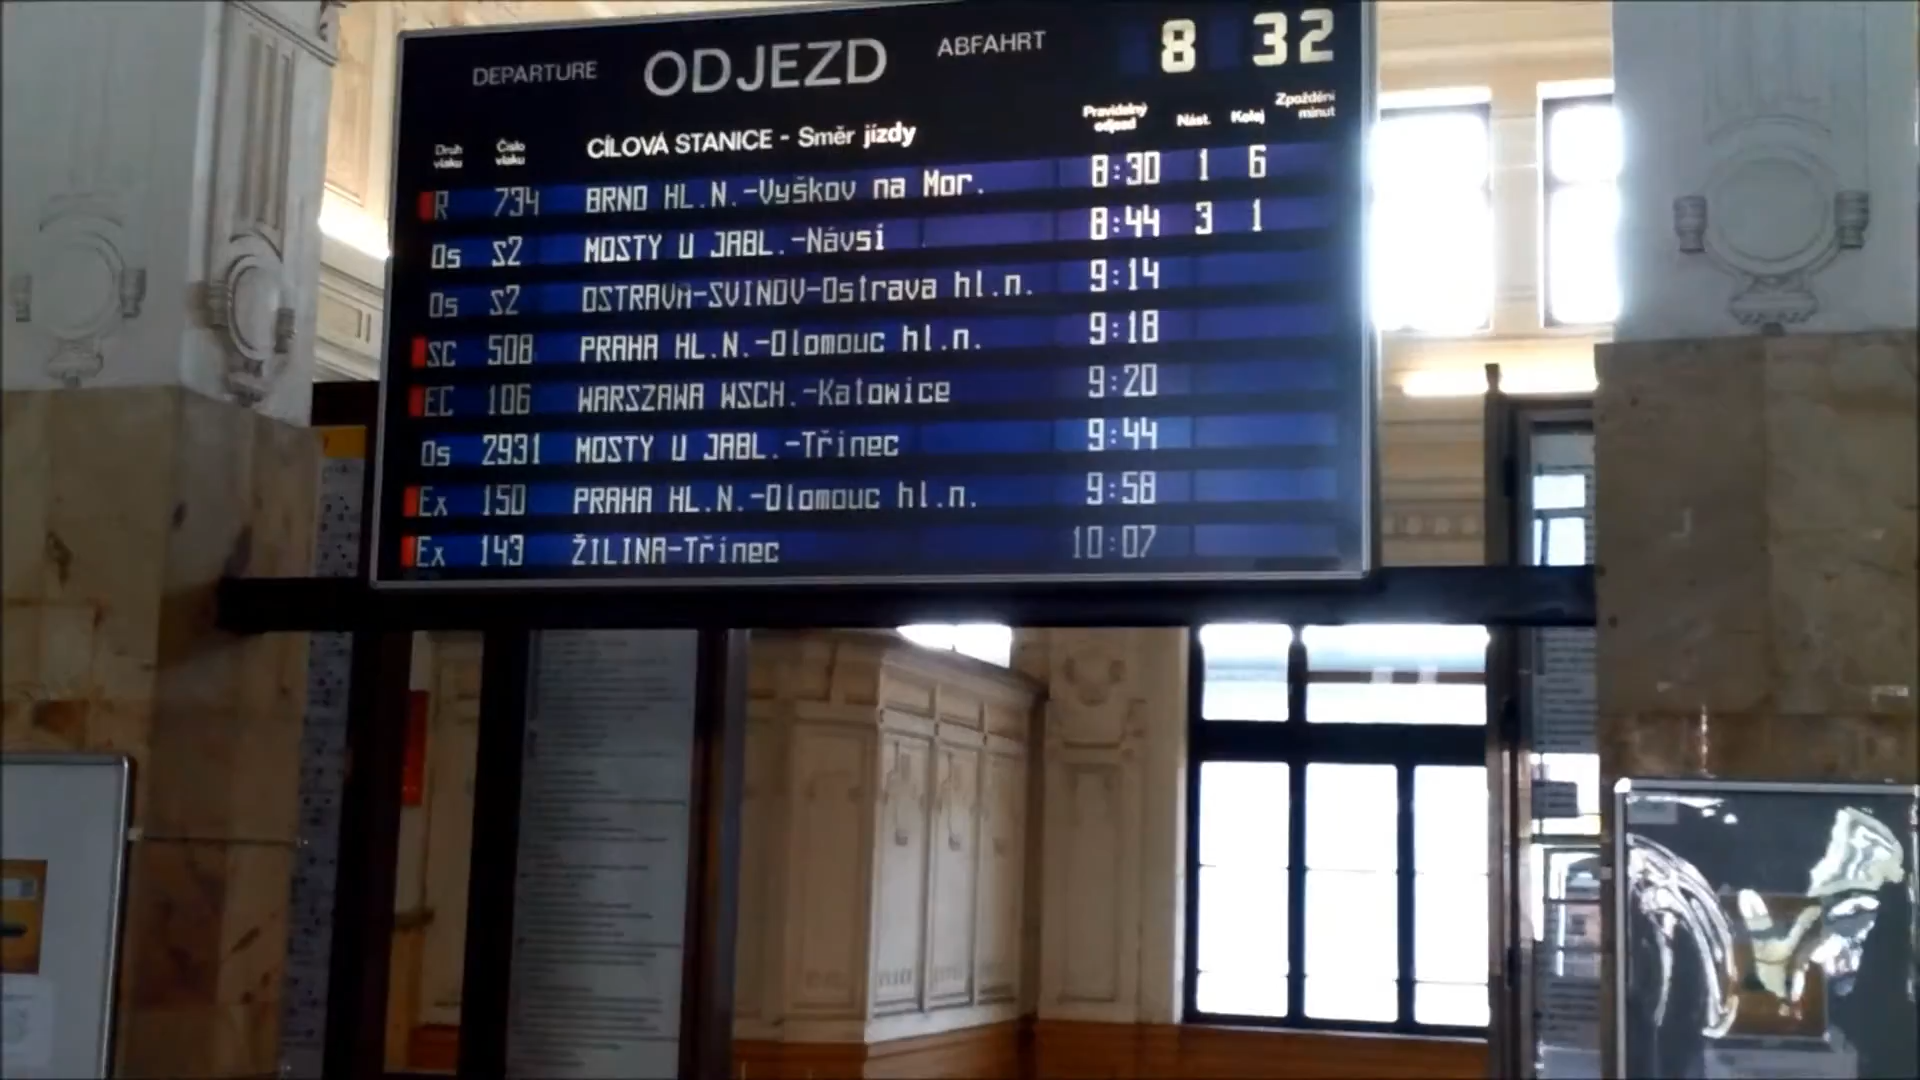 DEPARTURE ODJEZD ABFAHRT 8 32
Druh vlaku Číslo vlaku CÍLOVÁ STANICE - Směr jízdy Pravidelný odjezd Nást. Kolej Zpoždění minut
R 734 BRNO HL.N.-Vyškov na Mor. 8:30 1 6
Os S2 MOSTY U JABL.-Návsí 8:44 3 1
Os S2 OSTRAVA-SVINOV-Ostrava hl.n. 9:14
SC 508 PRAHA HL.N.-Olomouc hl.n. 9:18
EC 106 WARSZAWA WSCH.-Katowice 9:20
Os 2931 MOSTY U JABL.-Třinec 9:44
Ex 150 PRAHA HL.N.-Olomouc hl.n. 9:58
Ex 143 ŽILINA-Třinec 10:07